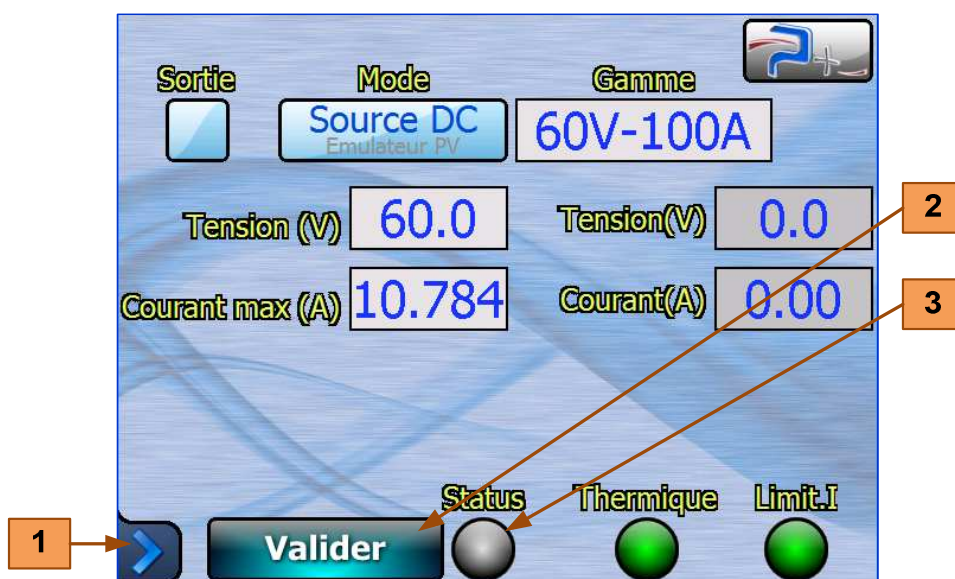 Sortie Mode Gamme
Source DC
Emulateur PV
60V-100A
Tension (V) 60.0 Tension(V) 0.0
2
Courant max (A) 10.784 Courant(A) 0.00
3
Status Thermique Limit.I
1
Valider